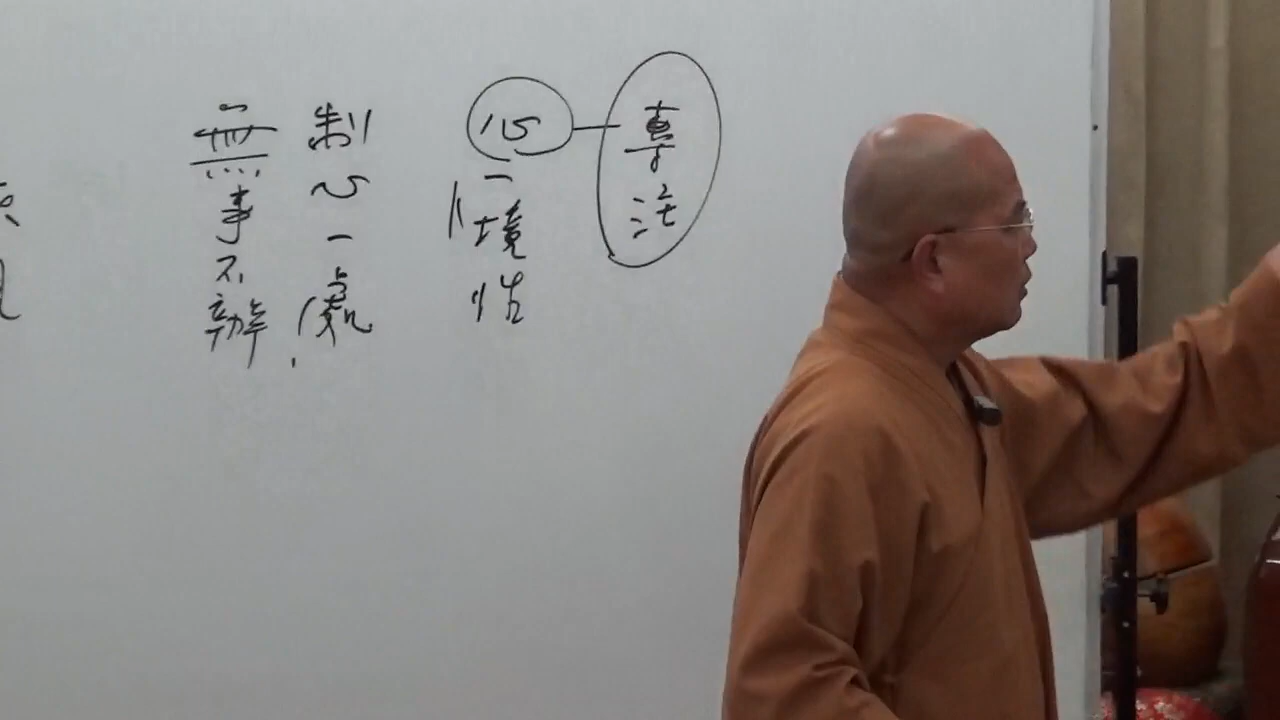 專注
心一境性
制心一處
無事不辦